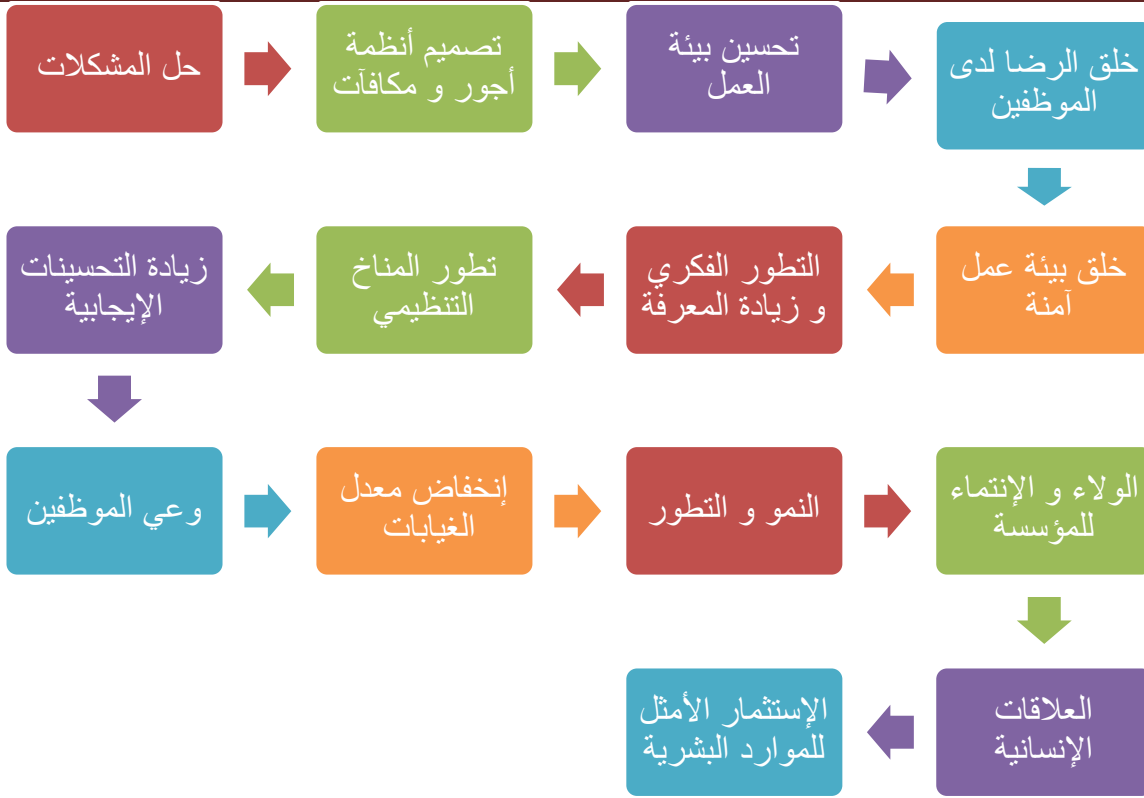 حل المشكلات
تصميم أنظمة
أجور و مكافآت
تحسين بيئة
العمل
خلق الرضا لدى
الموظفين
خلق بيئة عمل
آمنة
التطور الفكري
و زيادة المعرفة
تطور المناخ
التنظيمي
زيادة التحسينات
الإيجابية
وعي الموظفين
إنخفاض معدل
الغيابات
النمو و التطور
الولاء و الإنتماء
للمؤسسة
العلاقات
الإنسانية
الإستثمار الأمثل
للموارد البشرية